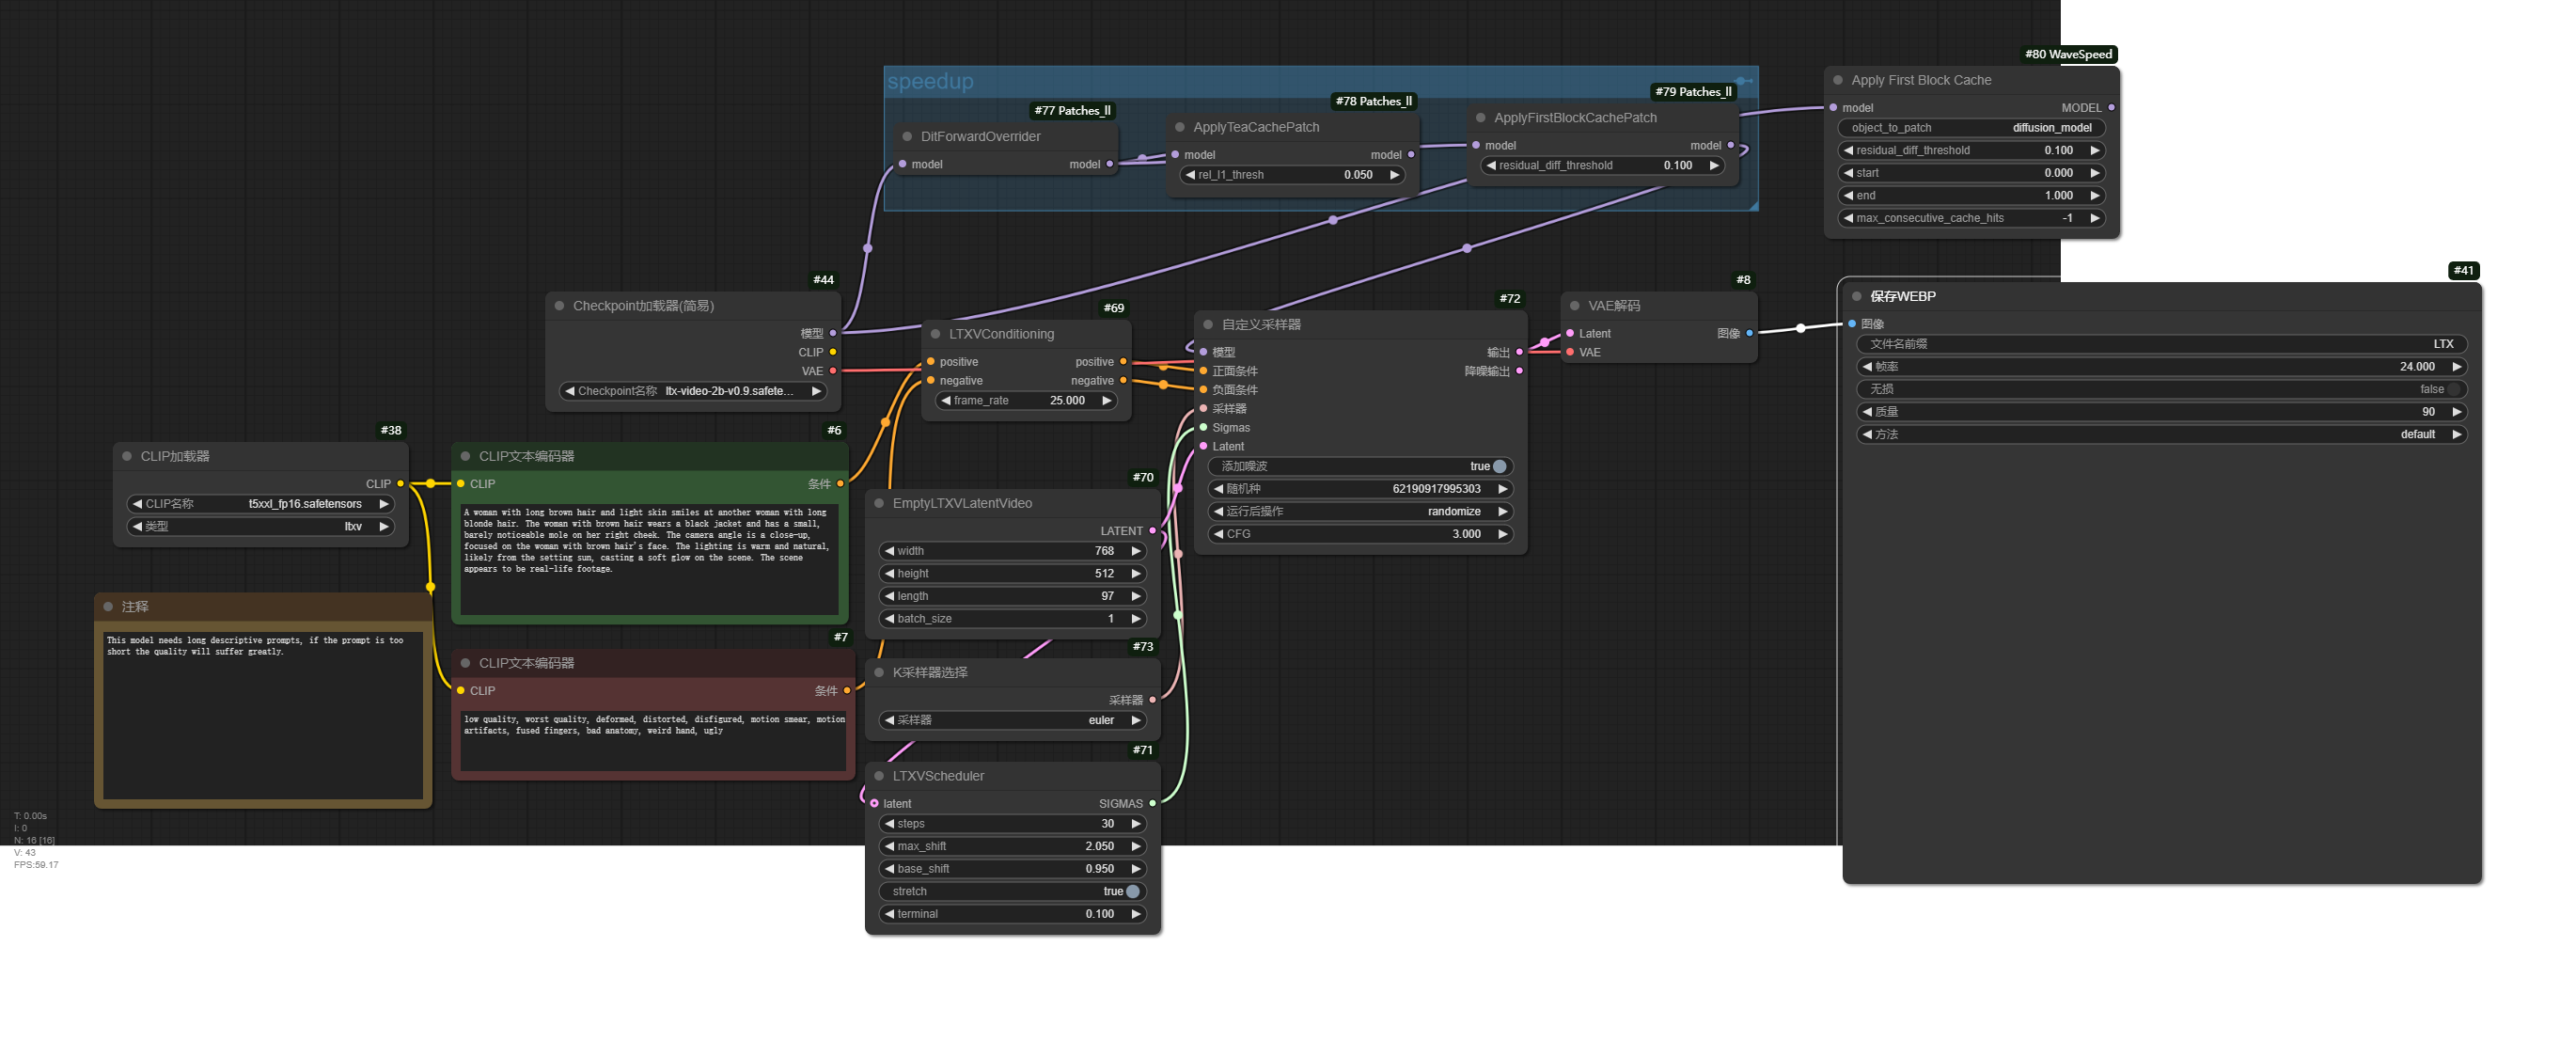 #80 WaveSpeed
Apply First Block Cache
model MODEL
object_to_patch diffusion_model
residual_diff_threshold 0.100
start 0.000
end 1.000
max_consecutive_cache_hits -1
speedup
#77 Patches_ll
DitForwardOverrider
model model
#78 Patches_ll
ApplyTeaCachePatch
model model
rel_l1_thresh 0.050
#79 Patches_ll
ApplyFirstBlockCachePatch
model model
residual_diff_threshold 0.100
#44
Checkpoint加载器(简易)
模型
CLIP
VAE
Checkpoint名称 ltx-video-2b-v0.9.safete...
#69
LTXVConditioning
positive positive
negative negative
frame_rate 25.000
#72
自定义采样器
模型 输出
正面条件 降噪输出
负面条件
采样器
Sigmas
Latent
添加噪波 true
随机种 62190917995303
运行后操作 randomize
CFG 3.000
#8
VAE解码
Latent 图像
VAE
#41
保存WEBP
图像
文件名前缀 LTX
帧率 24.000
无损 false
质量 90
方法 default
#38
CLIP加载器
CLIP
CLIP名称 t5xxl_fp16.safetensors
类型 ltxv
#6
CLIP文本编码器
CLIP 条件
A woman with long brown hair and light skin smiles at another woman with long
blonde hair. The woman with brown hair wears a black jacket and has a small,
barely noticeable mole on her right cheek. The camera angle is a close-up,
focused on the woman with brown hair's face. The lighting is warm and natural,
likely from the setting sun, casting a soft glow on the scene. The scene
appears to be real-life footage.
#70
EmptyLTXVLatentVideo
LATENT
width 768
height 512
length 97
batch_size 1
注释
This model needs long descriptive prompts, if the prompt is too
short the quality will suffer greatly.
#7
CLIP文本编码器
CLIP 条件
low quality, worst quality, deformed, distorted, disfigured, motion smear, motion
artifacts, fused fingers, bad anatomy, weird hand, ugly
#73
K采样器选择
采样器
采样器 euler
#71
LTXVScheduler
latent SIGMAS
steps 30
max_shift 2.050
base_shift 0.950
stretch true
terminal 0.100
T: 0.00s
I: 0
N: 16 [16]
V: 43
FPS:59.17